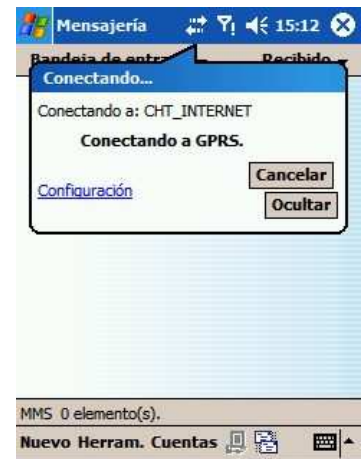 Mensajería 15:12
Bandeja de entra Recibido
Conectando...
Conectando a: CHT_INTERNET
Conectando a GPRS.
Cancelar
Configuración
Ocultar
MMS 0 elemento(s).
Nuevo Herram. Cuentas